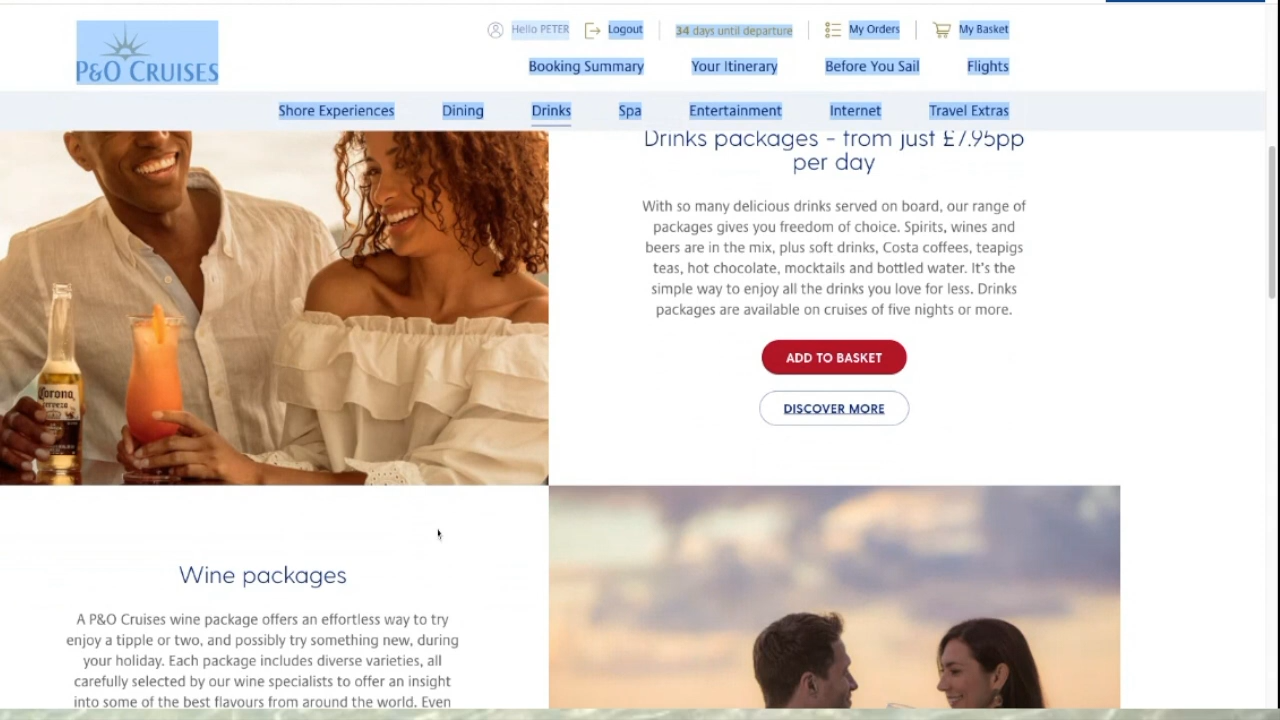 P&O CRUISES
Hello PETER
Logout
34 days until departure
My Orders
My Basket
Booking Summary
Your Itinerary
Before You Sail
Flights
Shore Experiences
Dining
Drinks
Spa
Entertainment
Internet
Travel Extras
Drinks packages – from just £7.95pp
per day
With so many delicious drinks served on board, our range of
packages gives you freedom of choice. Spirits, wines and
beers are in the mix, plus soft drinks, Costa coffees, teapigs
teas, hot chocolate, mocktails and bottled water. It's the
simple way to enjoy all the drinks you love for less. Drinks
packages are available on cruises of five nights or more.
ADD TO BASKET
DISCOVER MORE
Corona
Wine packages
A P&O Cruises wine package offers an effortless way to try
enjoy a tipple or two, and possibly try something new, during
your holiday. Each package includes diverse varieties, all
carefully selected by our wine specialists to offer an insight
into some of the best flavours from around the world. Even